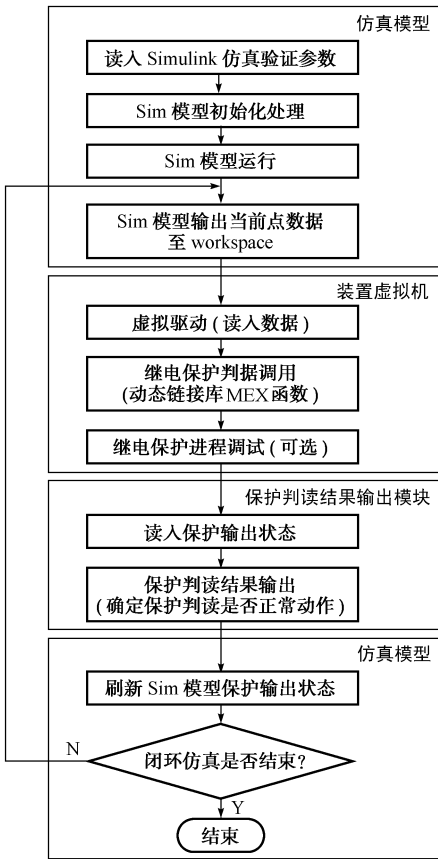 仿真模型
读入 Simulink 仿真验证参数
Sim 模型初始化处理
Sim 模型运行
Sim 模型输出当前点数据
至 workspace
装置虚拟机
虚拟驱动(读入数据)
继电保护判据调用
(动态链接库MEX函数)
继电保护进程调试(可选)
保护判读结果输出模块
读入保护输出状态
保护判读结果输出
(确定保护判读是否正常动作)
仿真模型
刷新 Sim 模型保护输出状态
N
闭环仿真是否结束?
Y
结束